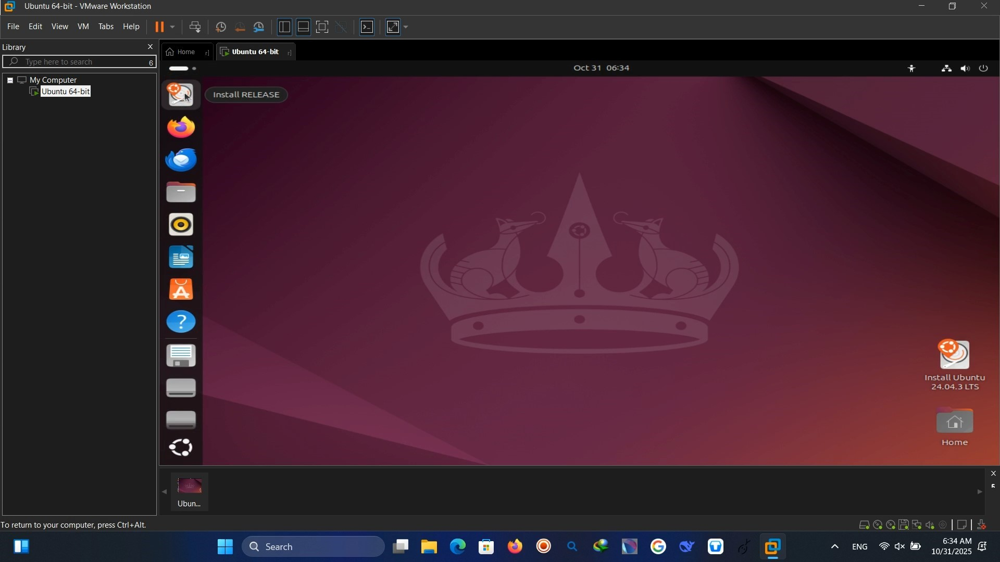 Ubuntu 64-bit - VMware Workstation
File Edit View VM Tabs Help
Library
Type here to search
My Computer
Ubuntu 64-bit
Home
Ubuntu 64-bit
Oct 31 06:34
Install RELEASE
Install Ubuntu
24.04.3 LTS
Home
Ubun...
To return to your computer, press Ctrl+Alt.
Search
ENG
6:34 AM
10/31/2025